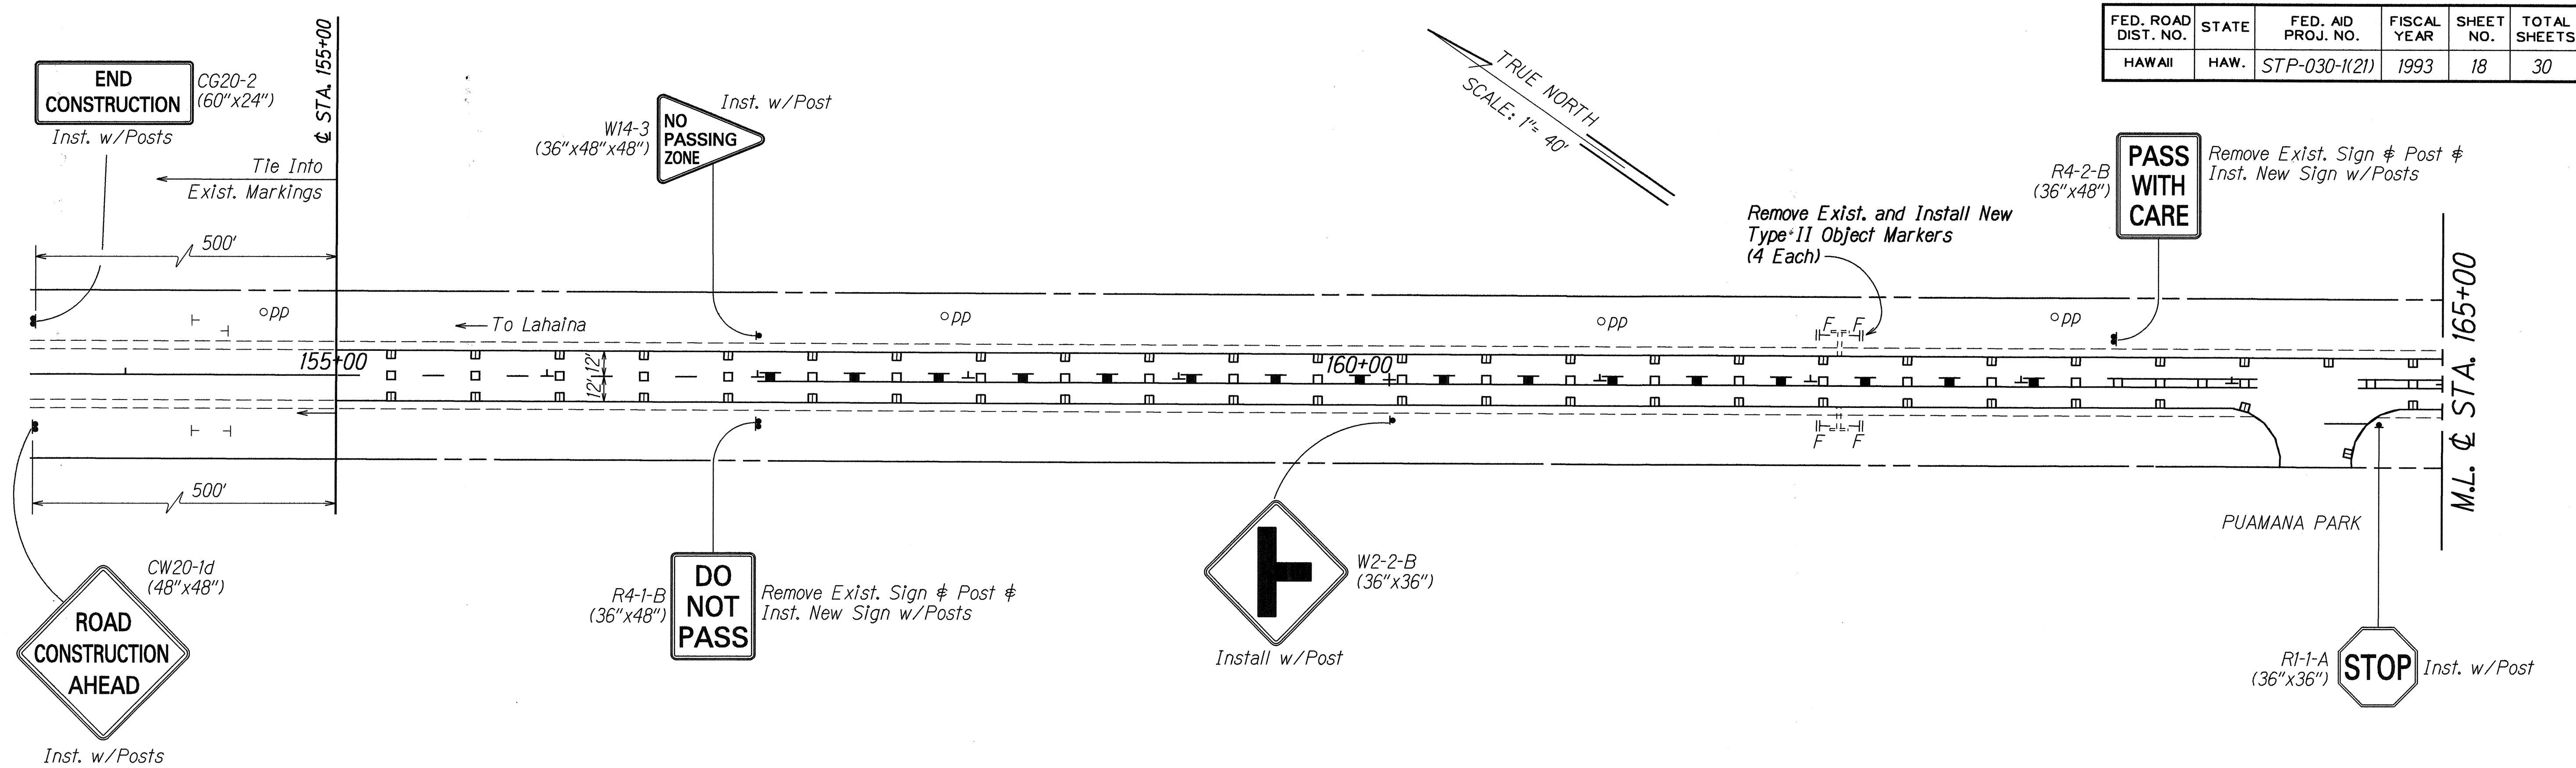 FED. ROAD DIST. NO. STATE FED. AID PROJ. NO. FISCAL YEAR SHEET NO. TOTAL SHEETS
HAWAII HAW. STP-030-1(21) 1993 18 30
END
CONSTRUCTION
CG20-2
(60"x24")
Inst. w/Posts
℄ STA. 155+00
Tie Into
Exist. Markings
500'
W14-3
(36"x48"x48")
NO
PASSING
ZONE
Inst. w/Post
TRUE NORTH
SCALE: 1"= 40'
Remove Exist. and Install New
Type II Object Markers
(4 Each)
R4-2-B
(36"x48")
PASS
WITH
CARE
Remove Exist. Sign & Post &
Inst. New Sign w/Posts
M.L. ℄ STA. 165+00
pp
To Lahaina
pp
pp
pp
F F
155+00
12'
12'
160+00
F F
500'
CW20-1d
(48"x48")
ROAD
CONSTRUCTION
AHEAD
Inst. w/Posts
R4-1-B
(36"x48")
DO
NOT
PASS
Remove Exist. Sign & Post &
Inst. New Sign w/Posts
W2-2-B
(36"x36")
Install w/Post
PUAMANA PARK
R1-1-A
(36"x36")
STOP
Inst. w/Post